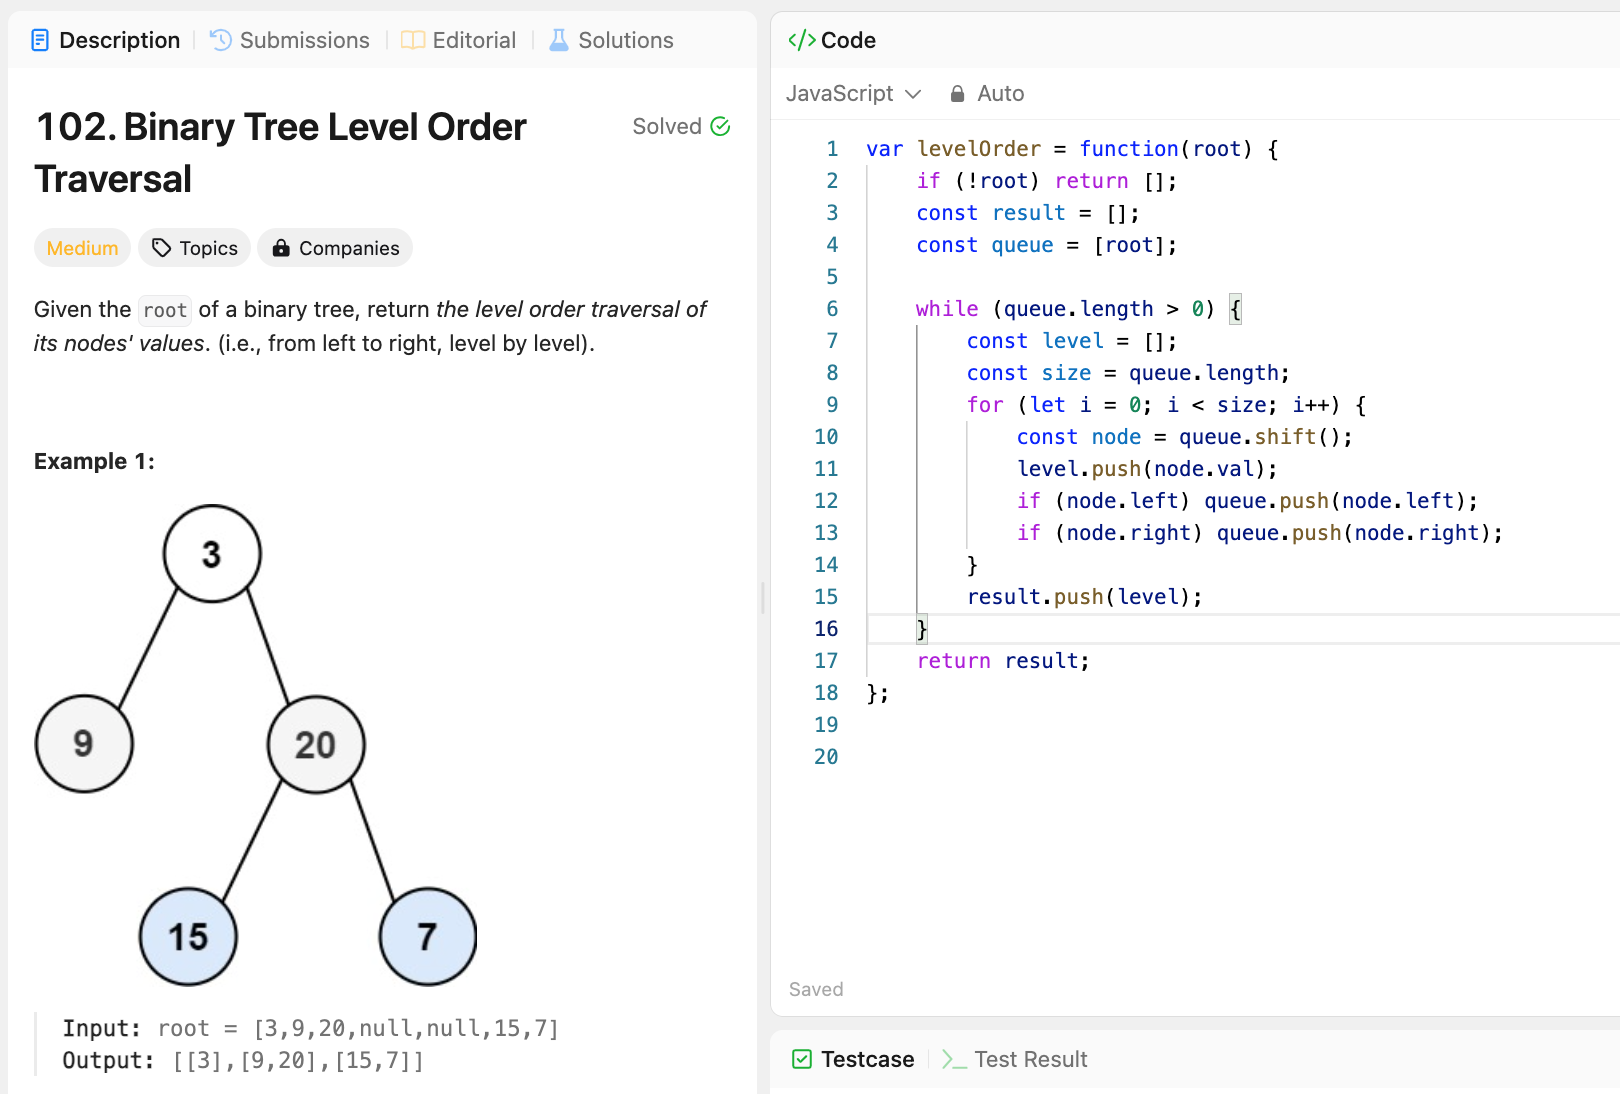 Description
Submissions
Editorial
Solutions
102. Binary Tree Level Order
Traversal
Solved
Medium
Topics
Companies
Given the root of a binary tree, return the level order traversal of
its nodes' values. (i.e., from left to right, level by level).
Example 1:
3
9
20
15
7
Input: root = [3,9,20,null,null,15,7]
Output: [[3],[9,20],[15,7]]
</> Code
JavaScript
Auto
1 var levelOrder = function(root) {
2     if (!root) return [];
3     const result = [];
4     const queue = [root];
5
6     while (queue.length > 0) {
7         const level = [];
8         const size = queue.length;
9         for (let i = 0; i < size; i++) {
10             const node = queue.shift();
11             level.push(node.val);
12             if (node.left) queue.push(node.left);
13             if (node.right) queue.push(node.right);
14         }
15         result.push(level);
16     }
17     return result;
18 };
19
20
Saved
Testcase
Test Result